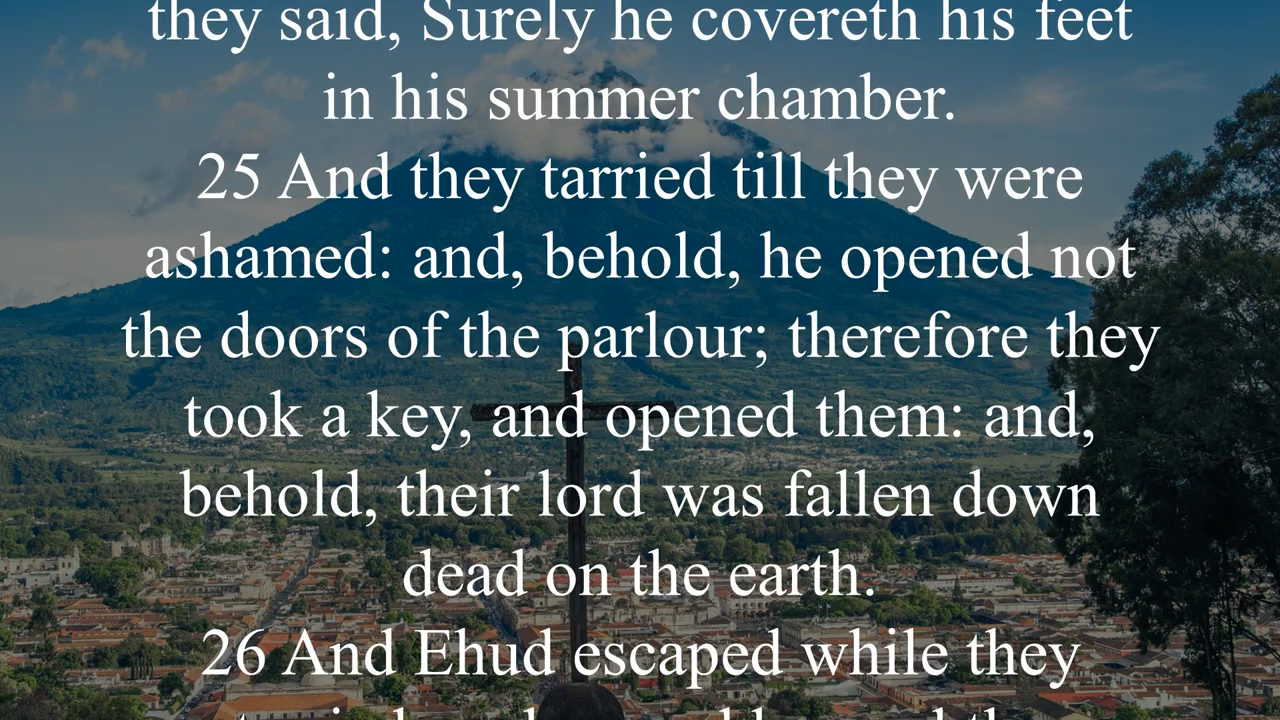 they said, Surely he covereth his feet
in his summer chamber.
25 And they tarried till they were
ashamed: and, behold, he opened not
the doors of the parlour; therefore they
took a key, and opened them: and,
behold, their lord was fallen down
dead on the earth.
26 And Ehud escaped while they